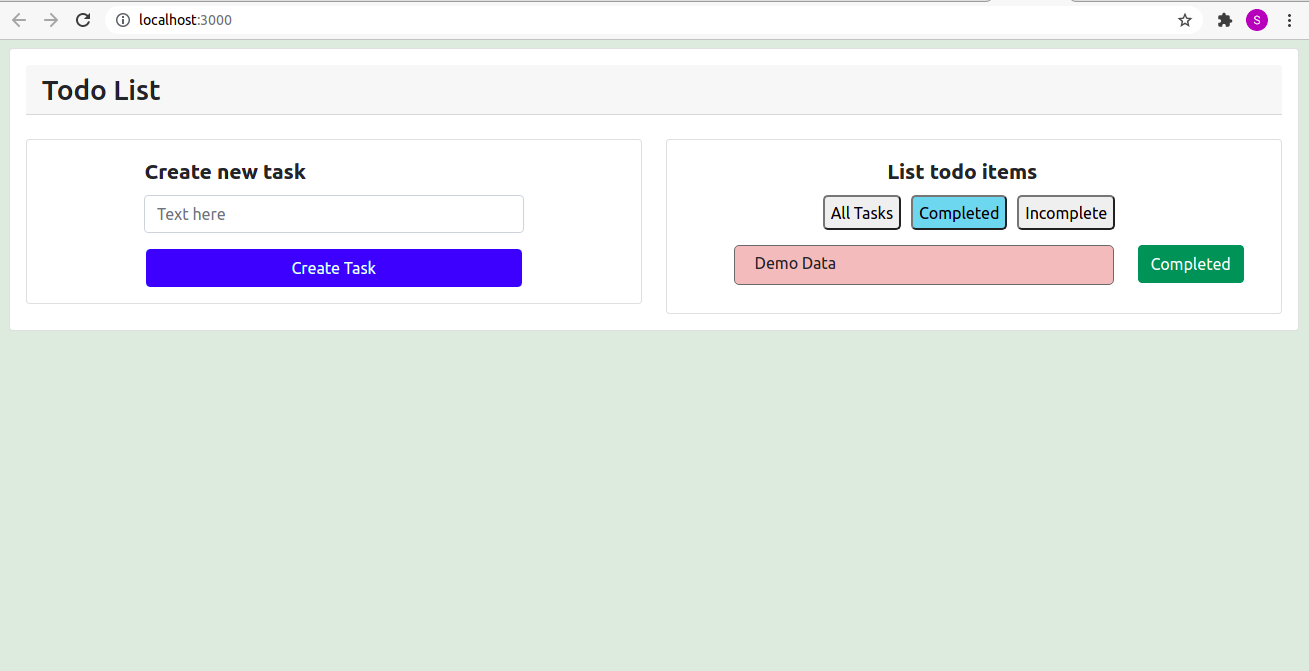 localhost:3000
S
Todo List
Create new task
Text here
Create Task
List todo items
All Tasks Completed Incomplete
Demo Data Completed